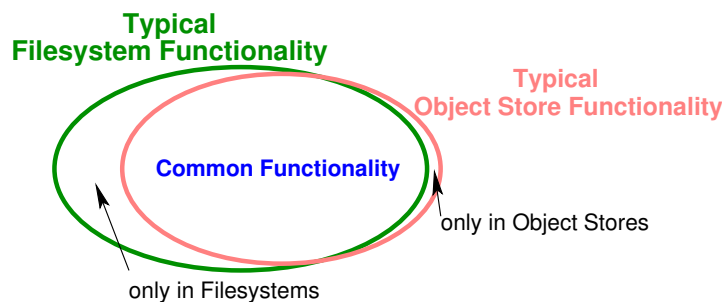 Typical
Filesystem Functionality
Typical
Object Store Functionality
Common Functionality
only in Object Stores
only in Filesystems